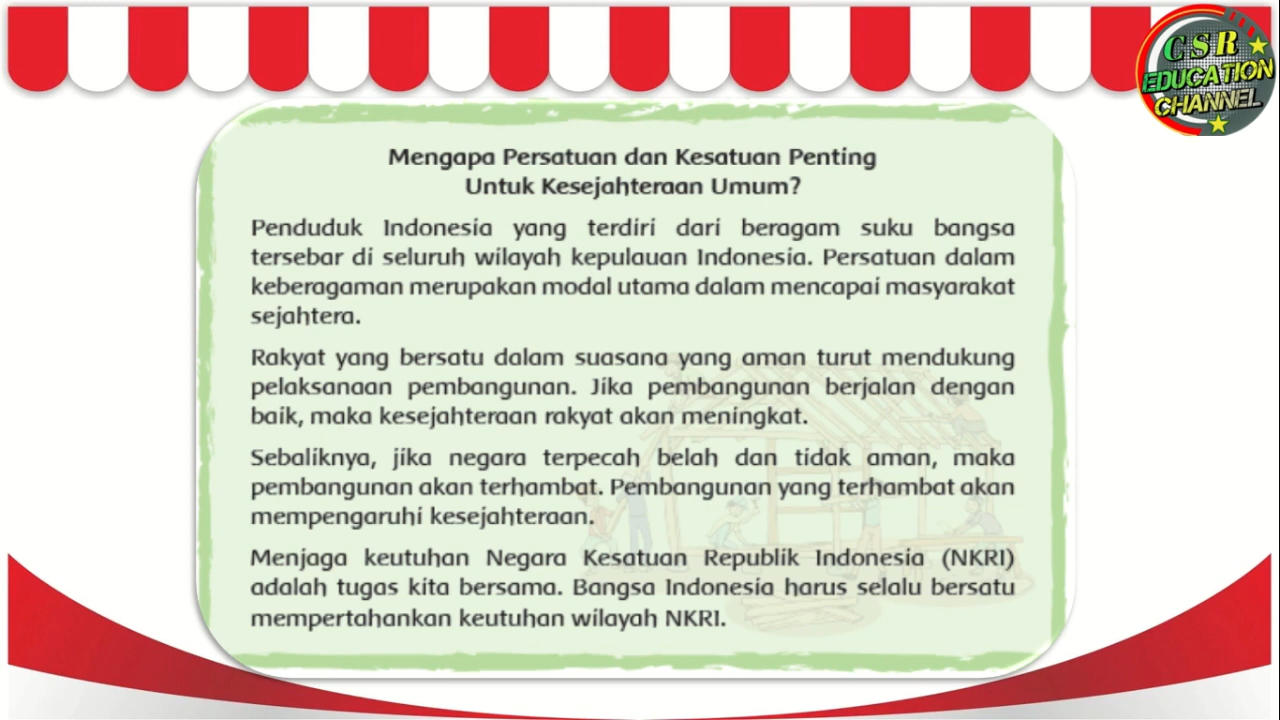 CSR
EDUCATION
CHANNEL
Mengapa Persatuan dan Kesatuan Penting
Untuk Kesejahteraan Umum?
Penduduk Indonesia yang terdiri dari beragam suku bangsa
tersebar di seluruh wilayah kepulauan Indonesia. Persatuan dalam
keberagaman merupakan modal utama dalam mencapai masyarakat
sejahtera.
Rakyat yang bersatu dalam suasana yang aman turut mendukung
pelaksanaan pembangunan. Jika pembangunan berjalan dengan
baik, maka kesejahteraan rakyat akan meningkat.
Sebaliknya, jika negara terpecah belah dan tidak aman, maka
pembangunan akan terhambat. Pembangunan yang terhambat akan
mempengaruhi kesejahteraan.
Menjaga keutuhan Negara Kesatuan Republik Indonesia (NKRI)
adalah tugas kita bersama. Bangsa Indonesia harus selalu bersatu
mempertahankan keutuhan wilayah NKRI.